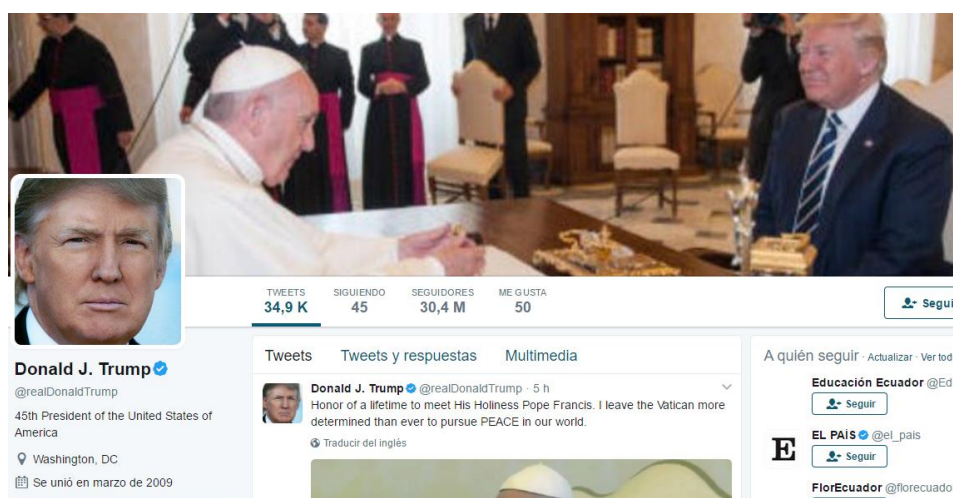 TWEETS
34,9 K
SIGUIENDO
45
SEGUIDORES
30,4 M
ME GUSTA
50
Segui
Donald J. Trump
@realDonaldTrump
45th President of the United States of
America
Washington, DC
Se unió en marzo de 2009
Tweets Tweets y respuestas Multimedia
Donald J. Trump @realDonaldTrump · 5 h
Honor of a lifetime to meet His Holiness Pope Francis. I leave the Vatican more
determined than ever to pursue PEACE in our world.
Traducir del inglés
A quién seguir · Actualizar · Ver tod
Educación Ecuador @Ed
Seguir
E
EL PAÍS @el_pais
Seguir
FlorEcuador @florecuado